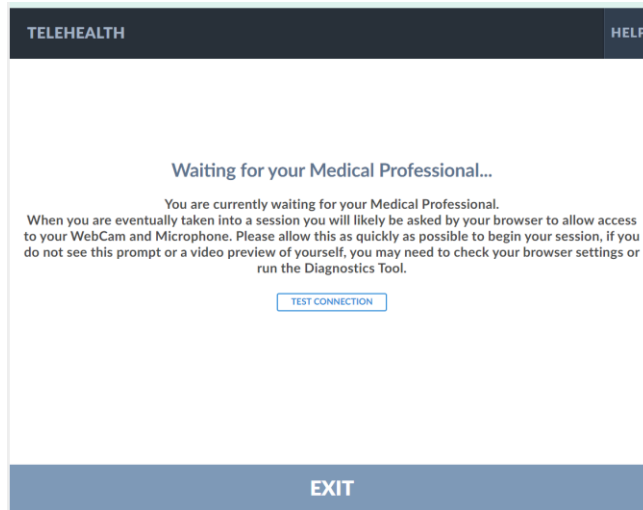 TELEHEALTH HELP
Waiting for your Medical Professional...
You are currently waiting for your Medical Professional.
When you are eventually taken into a session you will likely be asked by your browser to allow access
to your WebCam and Microphone. Please allow this as quickly as possible to begin your session, if you
do not see this prompt or a video preview of yourself, you may need to check your browser settings or
run the Diagnostics Tool.
TEST CONNECTION
EXIT